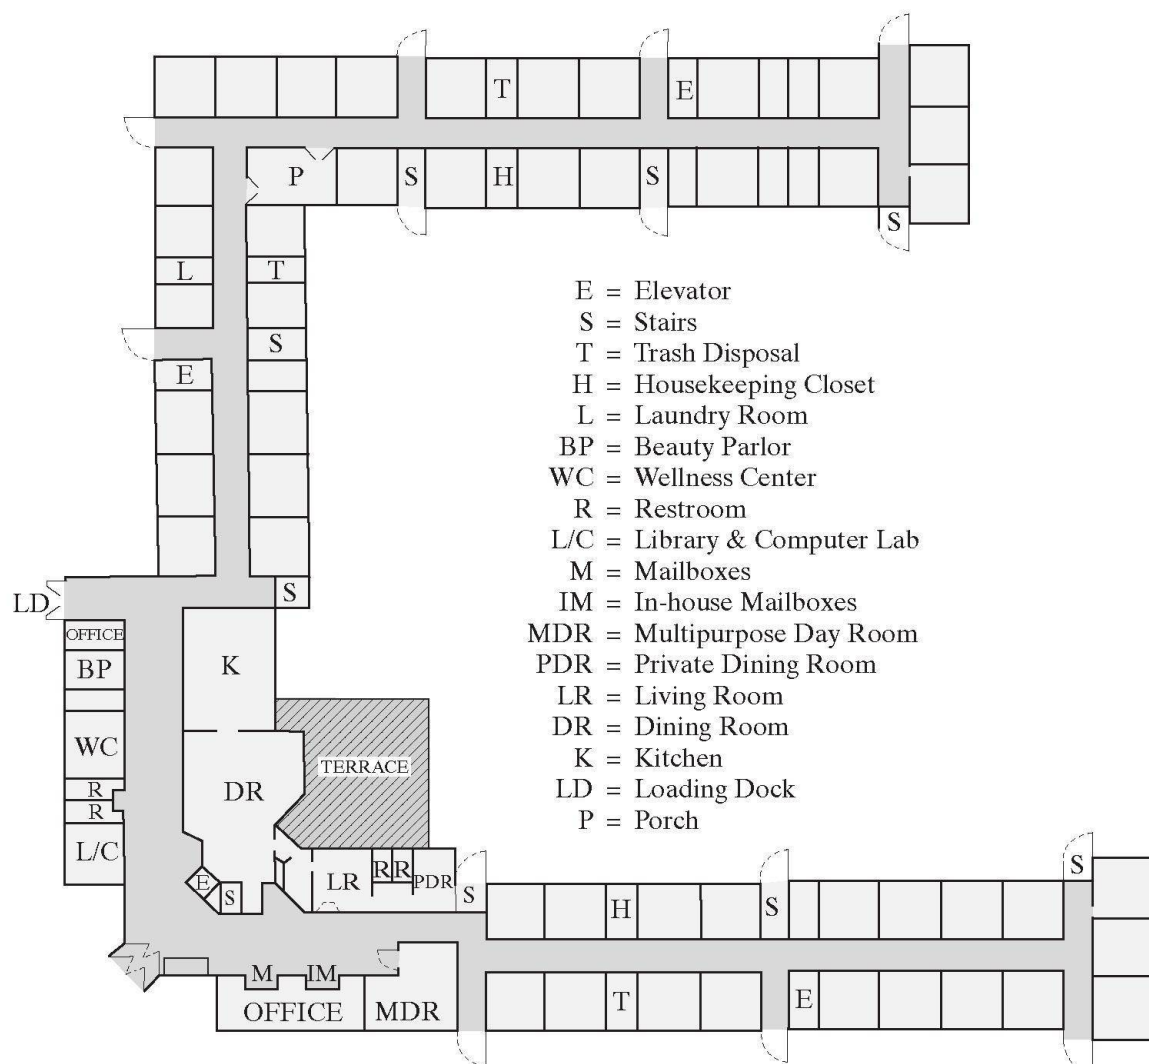 T
E
P
S
H
S
S
L
T
S
E
E = Elevator
S = Stairs
T = Trash Disposal
H = Housekeeping Closet
L = Laundry Room
BP = Beauty Parlor
WC = Wellness Center
R = Restroom
L/C = Library & Computer Lab
M = Mailboxes
IM = In-house Mailboxes
MDR = Multipurpose Day Room
PDR = Private Dining Room
LR = Living Room
DR = Dining Room
K = Kitchen
LD = Loading Dock
P = Porch
LD
S
OFFICE
BP
K
WC
TERRACE
R
DR
R
L/C
E
S
LR
R
R
PDR
S
H
S
S
M
IM
OFFICE
MDR
T
E